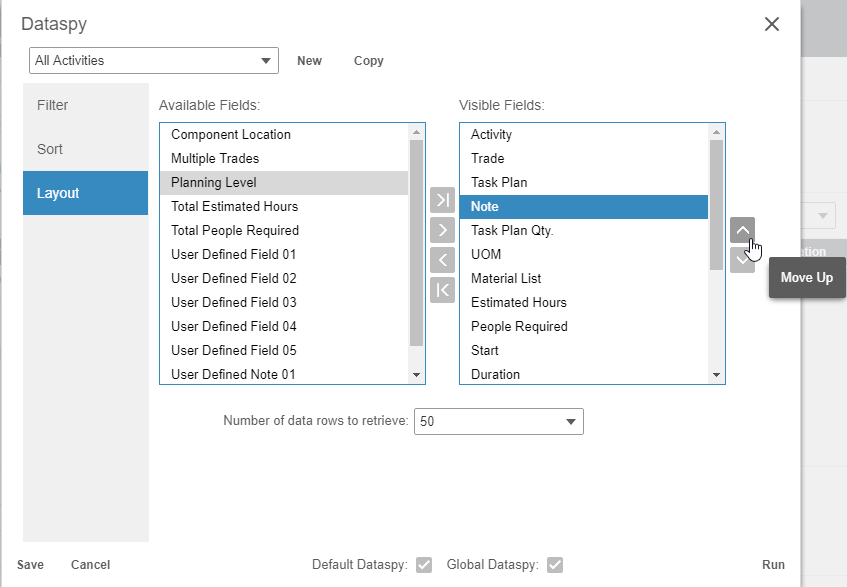 Dataspy
All Activities
New
Copy
Filter
Sort
Layout
Available Fields:
Component Location
Multiple Trades
Planning Level
Total Estimated Hours
Total People Required
User Defined Field 01
User Defined Field 02
User Defined Field 03
User Defined Field 04
User Defined Field 05
User Defined Note 01
Visible Fields:
Activity
Trade
Task Plan
Note
Task Plan Qty.
UOM
Material List
Estimated Hours
People Required
Start
Duration
Move Up
Number of data rows to retrieve:
50
Save
Cancel
Default Dataspy:
Global Dataspy:
Run